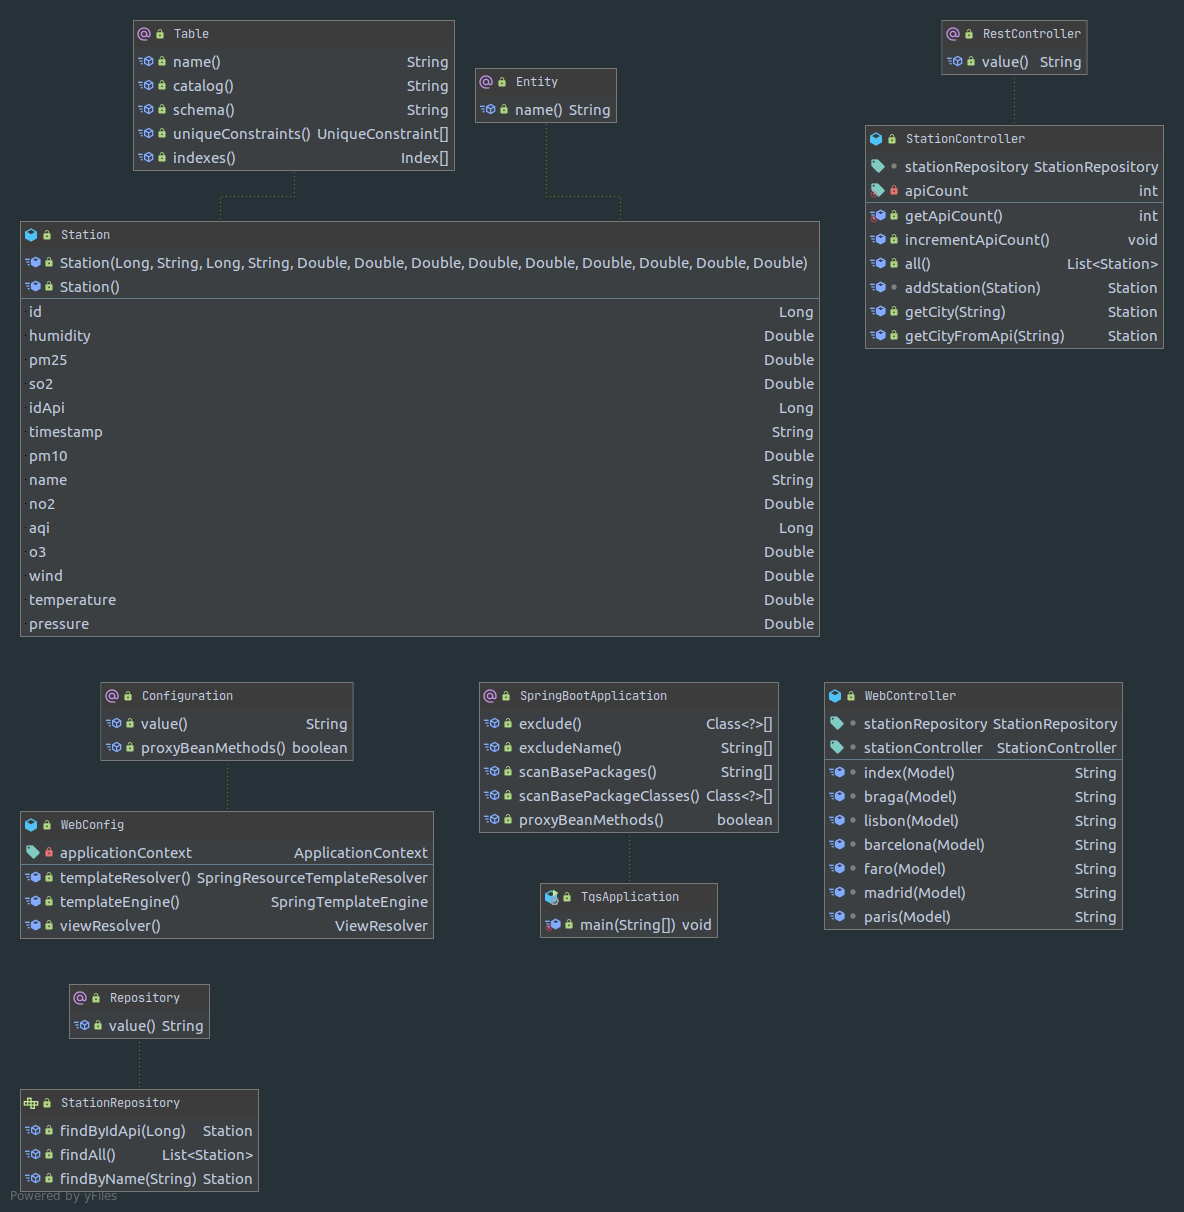 Table
name() String
catalog() String
schema() String
uniqueConstraints() UniqueConstraint[]
indexes() Index[]
Entity
name() String
RestController
value() String
StationController
stationRepository StationRepository
apiCount int
getApiCount() int
incrementApiCount() void
all() List<Station>
addStation(Station) Station
getCity(String) Station
getCityFromApi(String) Station
Station
Station(Long, String, Long, String, Double, Double, Double, Double, Double, Double, Double, Double, Double)
Station()
id Long
humidity Double
pm25 Double
so2 Double
idApi Long
timestamp String
pm10 Double
name String
no2 Double
aqi Long
o3 Double
wind Double
temperature Double
pressure Double
Configuration
value() String
proxyBeanMethods() boolean
WebConfig
applicationContext ApplicationContext
templateResolver() SpringResourceTemplateResolver
templateEngine() SpringTemplateEngine
viewResolver() ViewResolver
SpringBootApplication
exclude() Class<?>[]
excludeName() String[]
scanBasePackages() String[]
scanBasePackageClasses() Class<?>[]
proxyBeanMethods() boolean
TqsApplication
main(String[]) void
WebController
stationRepository StationRepository
stationController StationController
index(Model) String
braga(Model) String
lisbon(Model) String
barcelona(Model) String
faro(Model) String
madrid(Model) String
paris(Model) String
Repository
value() String
StationRepository
findByIdApi(Long) Station
findAll() List<Station>
findByName(String) Station
Powered by yFiles